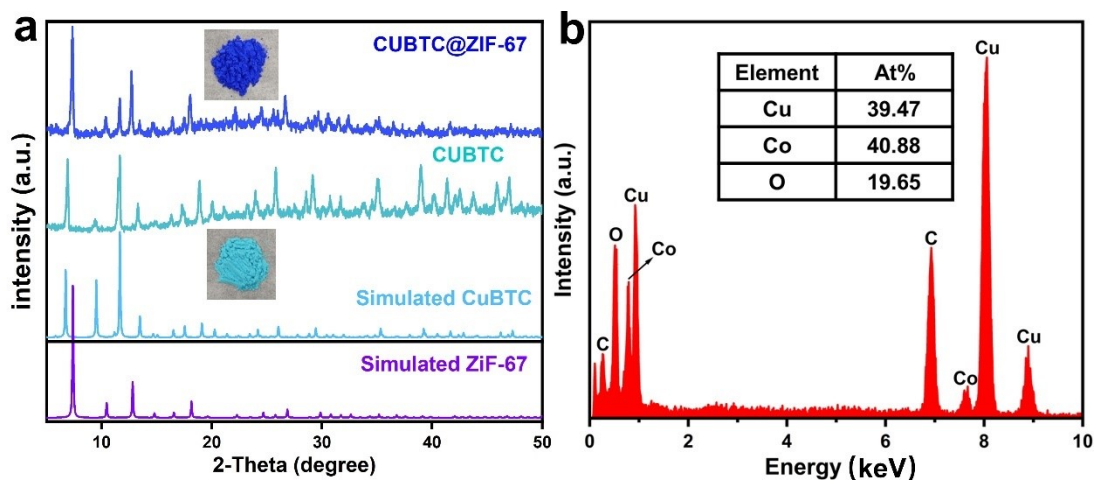 a
CUBTC@ZIF-67
CUBTC
Simulated CuBTC
Simulated ZiF-67
intensity (a.u.)
10 20 30 40 50
2-Theta (degree)
b
Element At%
Cu 39.47
Co 40.88
O 19.65
Cu
Cu
O
Co
C
C
Co
Cu
Intensity (a.u.)
0 2 4 6 8 10
Energy (keV)